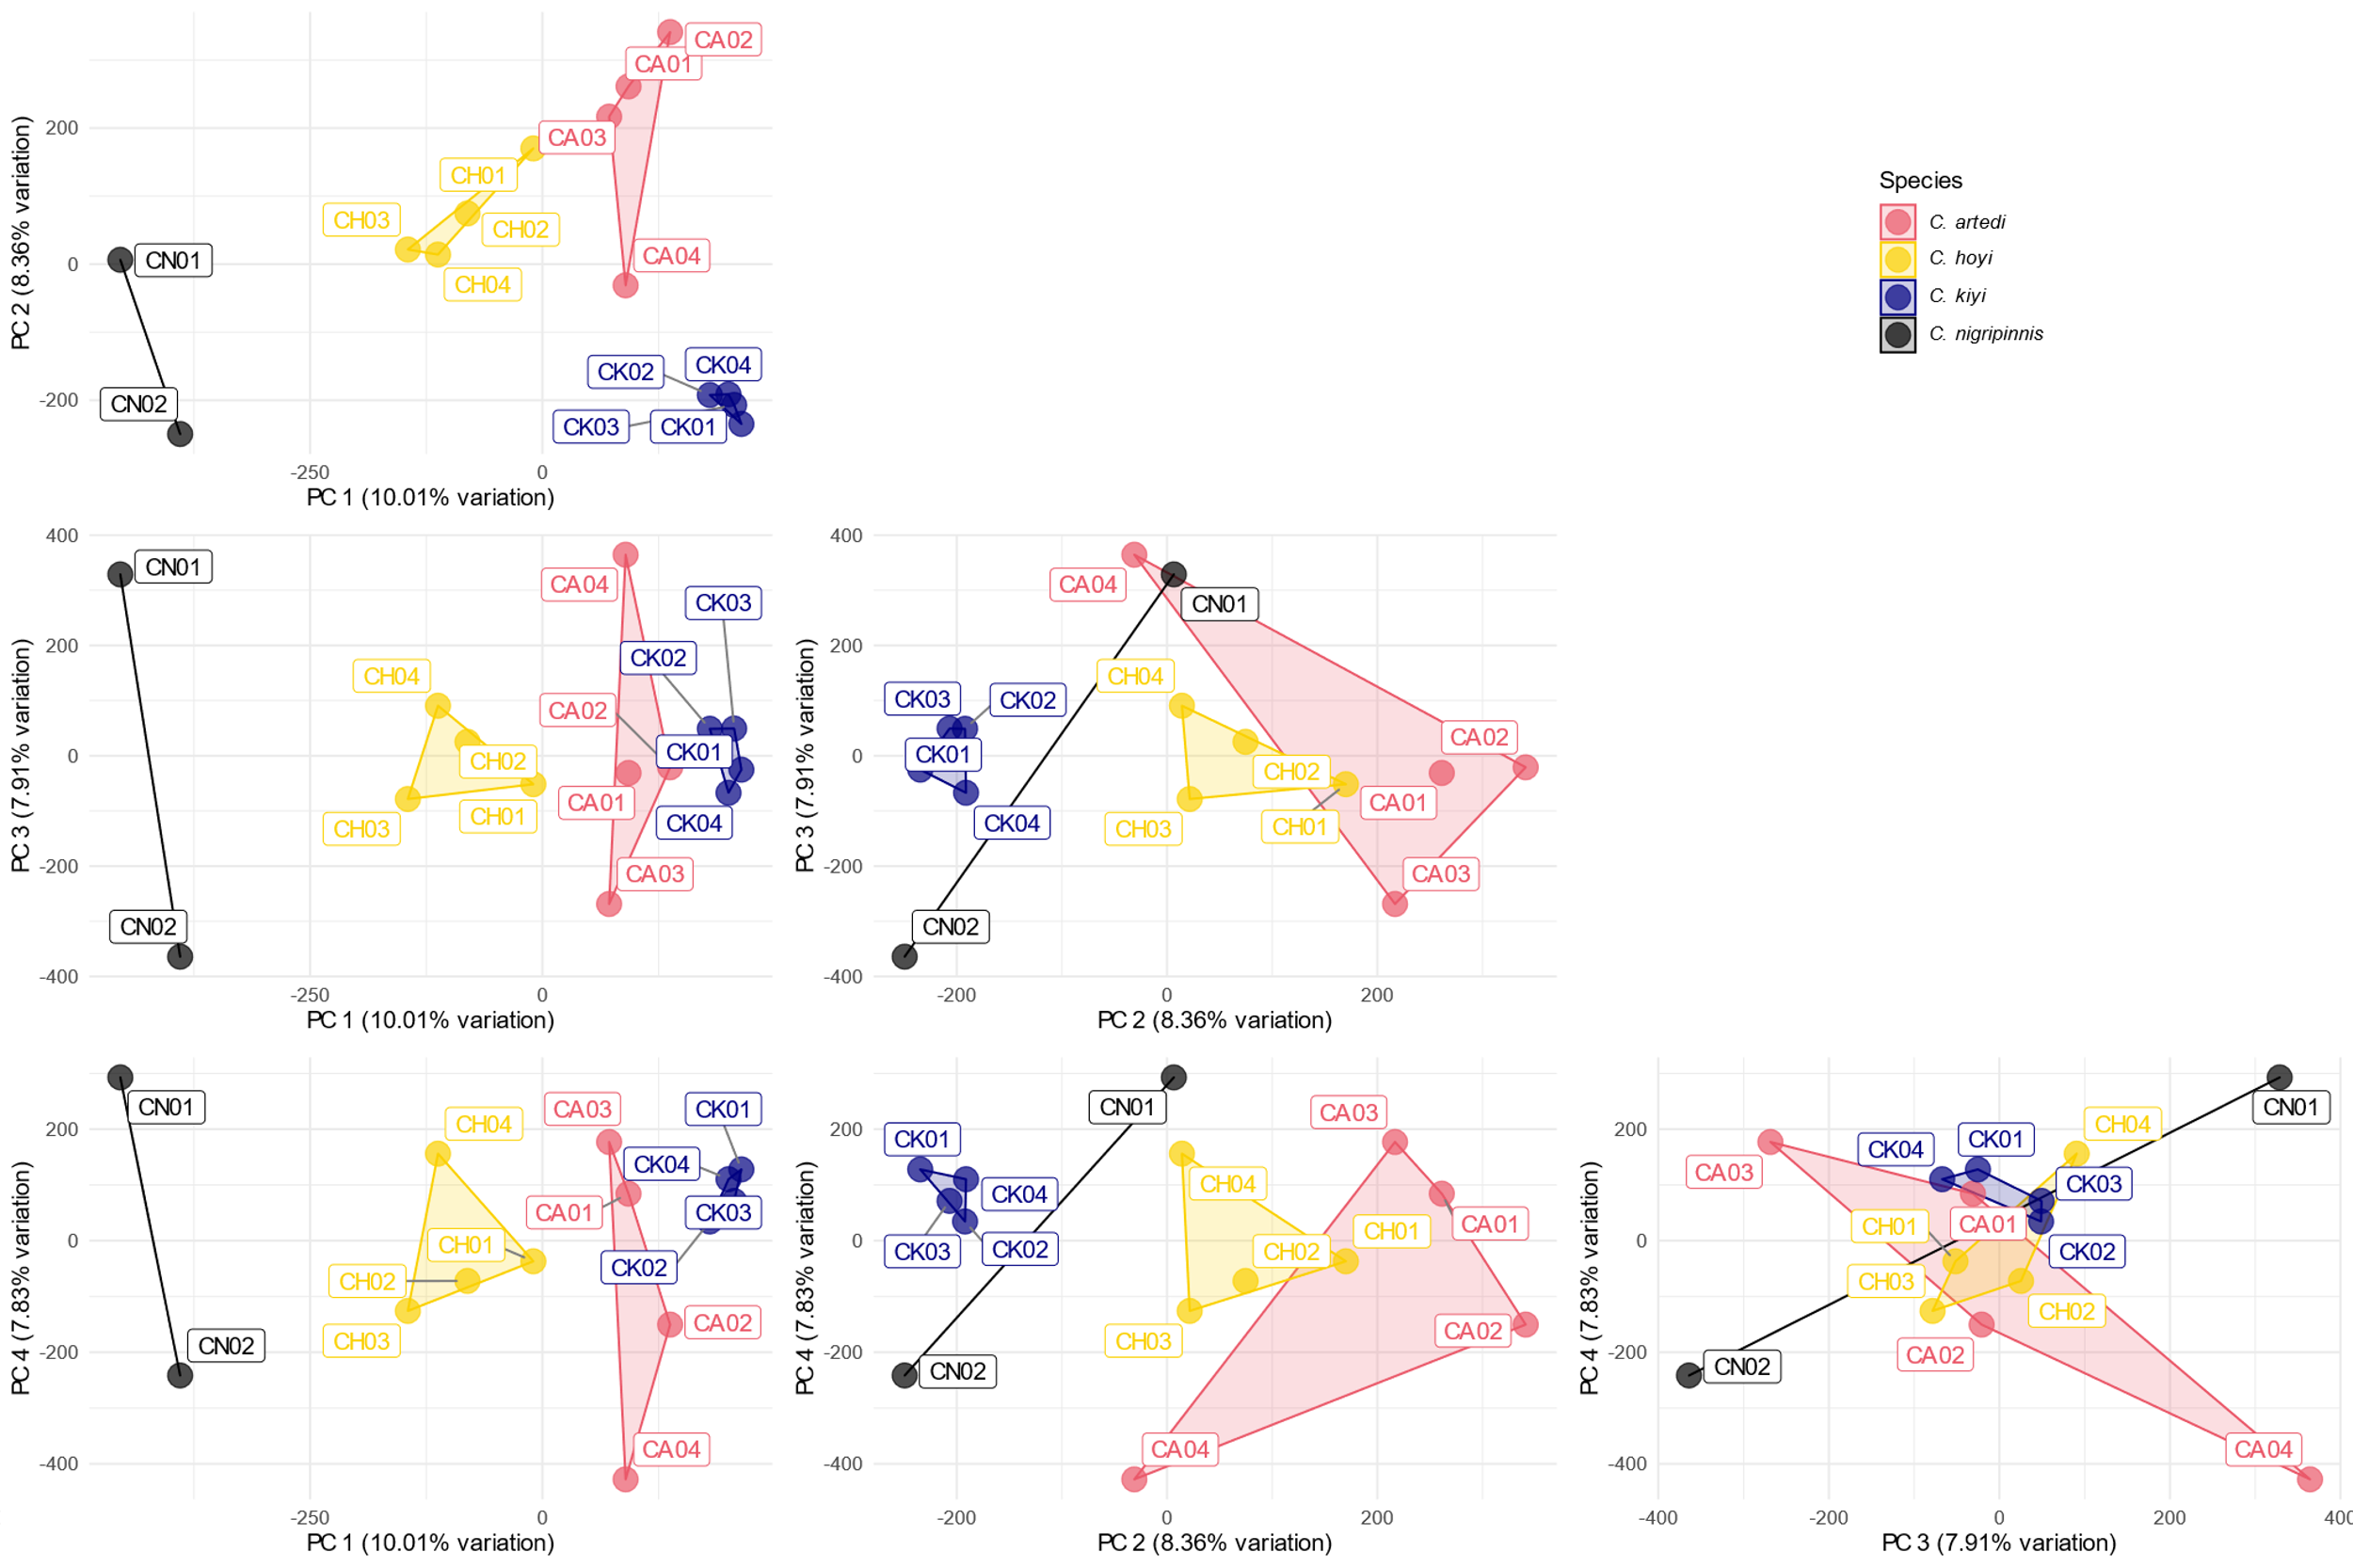 CA02
CA01
200
CA03
CH01
CH03
CH02
CA04
CN01
0
CH04
PC 2 (8.36% variation)
CK02
CK04
CN02
-200
CK03
CK01
-250
0
PC 1 (10.01% variation)
Species
C. artedi
C. hoyi
C. kiyi
C. nigripinnis
400
CN01
CA04
CK03
200
CK02
CH04
CA02
PC 3 (7.91% variation)
0
CK01
CH02
CA01
CH01
CH03
CK04
-200
CA03
CN02
-400
-250
0
PC 1 (10.01% variation)
400
CA04
CN01
200
CH04
CK03
CK02
CA02
PC 3 (7.91% variation)
0
CK01
CH02
CA01
CK04
CH03
CH01
-200
CA03
CN02
-400
-200
0
200
PC 2 (8.36% variation)
CN01
CA03
CK01
200
CH04
CK04
CA01
CK03
PC 4 (7.83% variation)
0
CH01
CK02
CH02
CN02
CH03
CA02
-200
CA04
-400
-250
0
PC 1 (10.01% variation)
CN01
CA03
200
CK01
CH04
CK04
CA01
CH01
PC 4 (7.83% variation)
0
CK03
CK02
CH02
CH03
CA02
-200
CN02
CA04
-400
-200
0
200
PC 2 (8.36% variation)
CN01
CH04
200
CK04
CK01
CA03
CK03
CH01
CA01
PC 4 (7.83% variation)
0
CK02
CH03
CH02
CA02
-200
CN02
CA04
-400
-400
-200
0
200
400
PC 3 (7.91% variation)